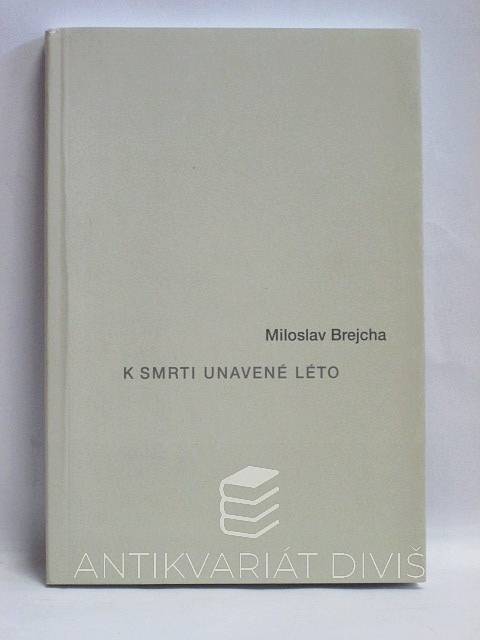 Miloslav Brejcha
K SMRTI UNAVENÉ LÉTO
ANTIKVARIÁT DIVIŠ